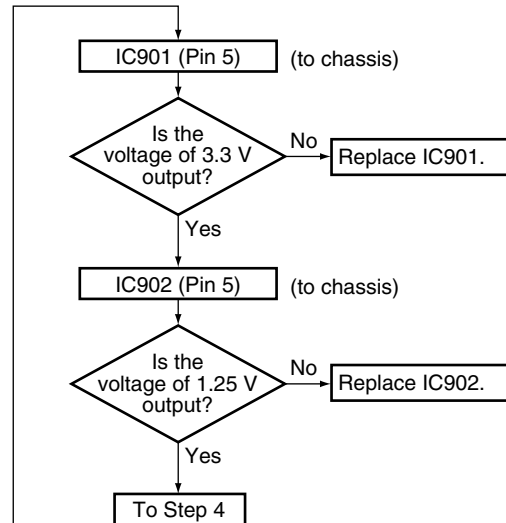 IC901 (Pin 5) (to chassis)
Is the
voltage of 3.3 V
output?
No
Replace IC901.
Yes
IC902 (Pin 5) (to chassis)
Is the
voltage of 1.25 V
output?
No
Replace IC902.
Yes
To Step 4